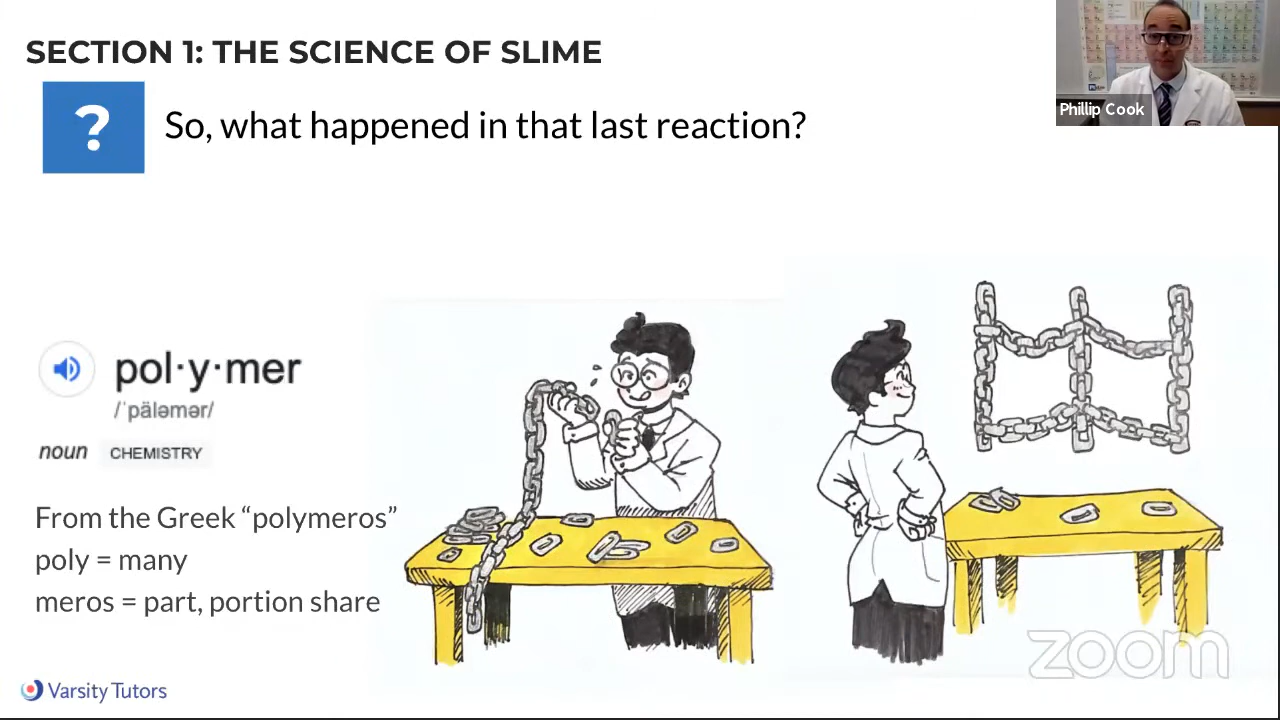 SECTION 1: THE SCIENCE OF SLIME
?
So, what happened in that last reaction?
Phillip Cook
pol·y·mer
/ˈpäləmər/
noun CHEMISTRY
From the Greek “polymeros”
poly = many
meros = part, portion share
Varsity Tutors
zoom